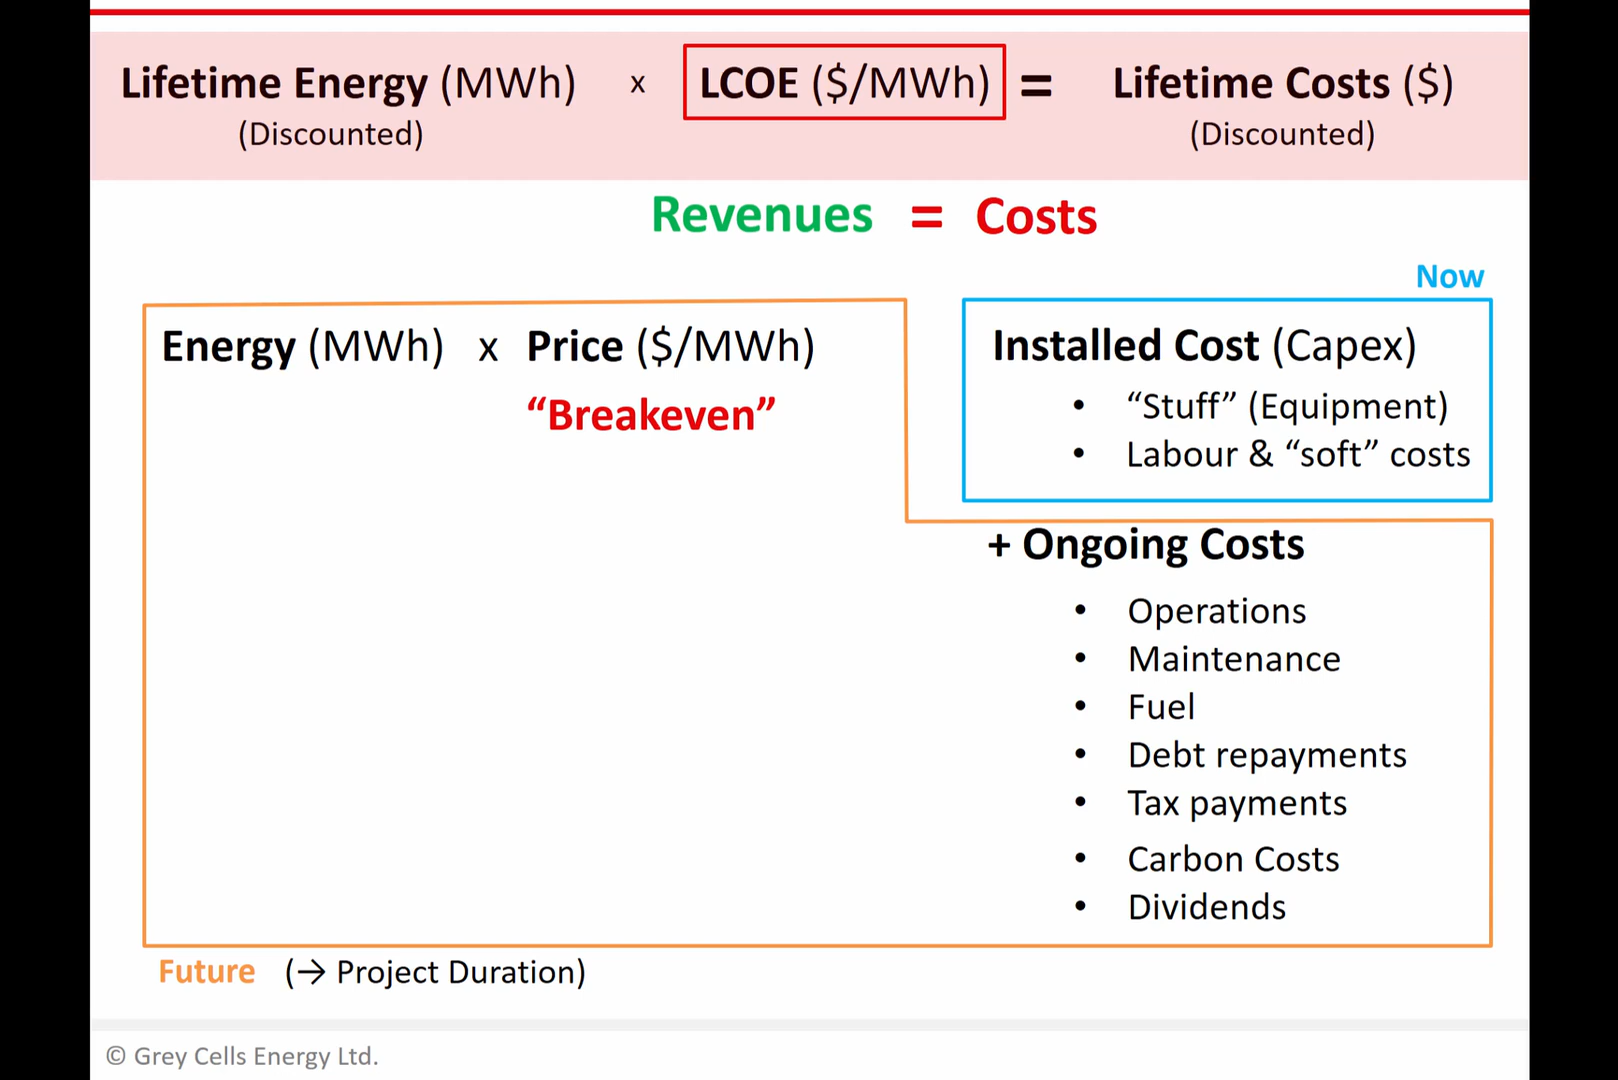 Lifetime Energy (MWh) x LCOE ($/MWh) = Lifetime Costs ($)
(Discounted) (Discounted)
Revenues = Costs
Now
Energy (MWh) x Price ($/MWh)
“Breakeven”
Installed Cost (Capex)
• “Stuff” (Equipment)
• Labour & “soft” costs
+ Ongoing Costs
• Operations
• Maintenance
• Fuel
• Debt repayments
• Tax payments
• Carbon Costs
• Dividends
Future (→ Project Duration)
© Grey Cells Energy Ltd.